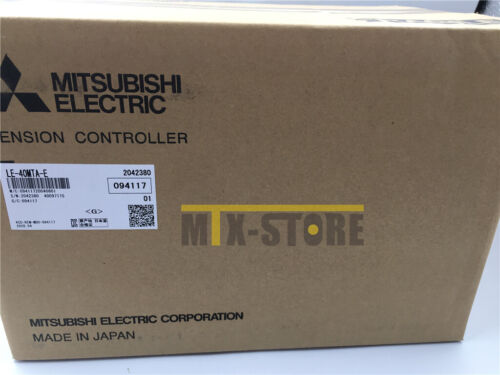 MITSUBISHI
ELECTRIC
ENSION CONTROLLER
LE-40MTA-E
2042380
094117
01
<G>
MTX-STORE
MITSUBISHI ELECTRIC CORPORATION
MADE IN JAPAN